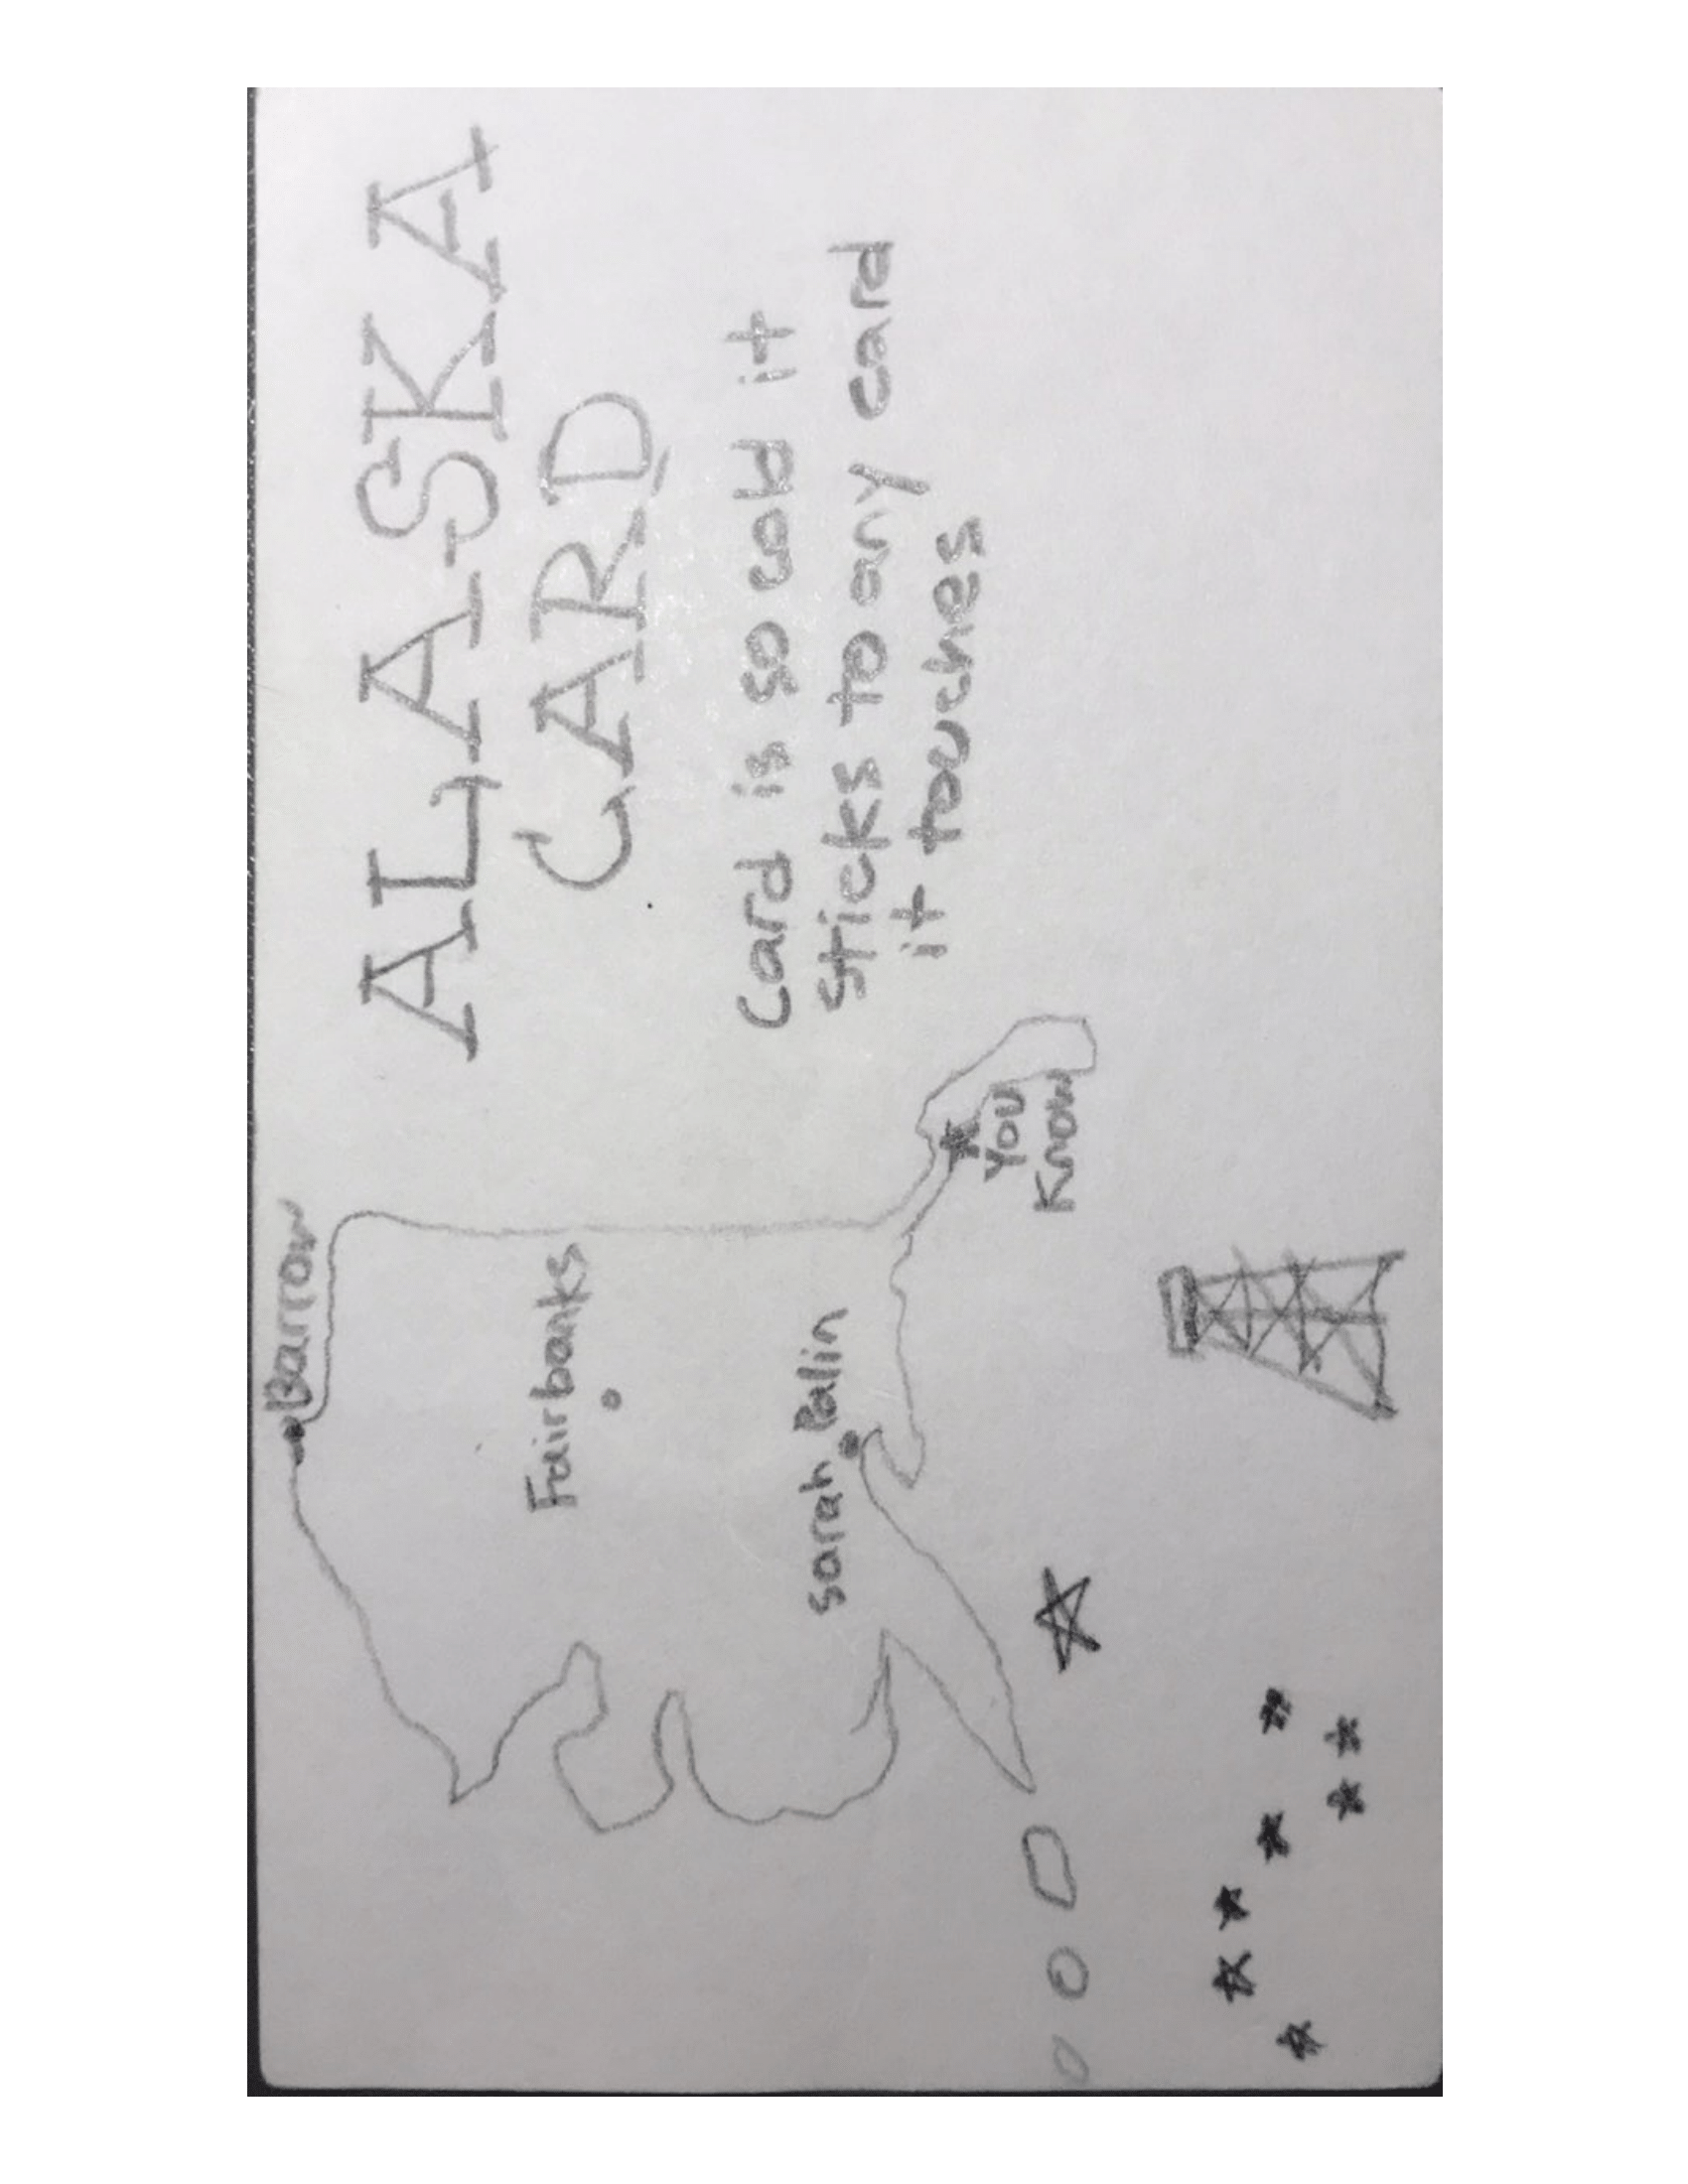 ALASKA
CARD
Card is so cold it
sticks to any card
it touches
Barrow
Fairbanks
Sarah Palin
You
Know